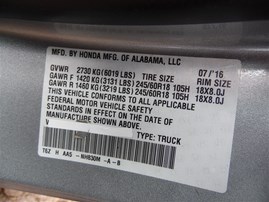 MFD. BY HONDA MFG. OF ALABAMA, LLC
GVWR 2730 KG(6019 LBS) TIRE SIZE 07/'16 RIM SIZE
GAWR F 1420 KG(3131 LBS) 245/60R18 105H 18X8.0J
GAWR R 1460 KG(3219 LBS) 245/60R18 105H 18X8.0J
THIS VEHICLE CONFORMS TO ALL APPLICABLE
FEDERAL MOTOR VEHICLE SAFETY
STANDARDS IN EFFECT ON THE DATE OF
MANUFACTURE SHOWN ABOVE.
V
TYPE: TRUCK
TGZ H AA5 - NH830M -A -B